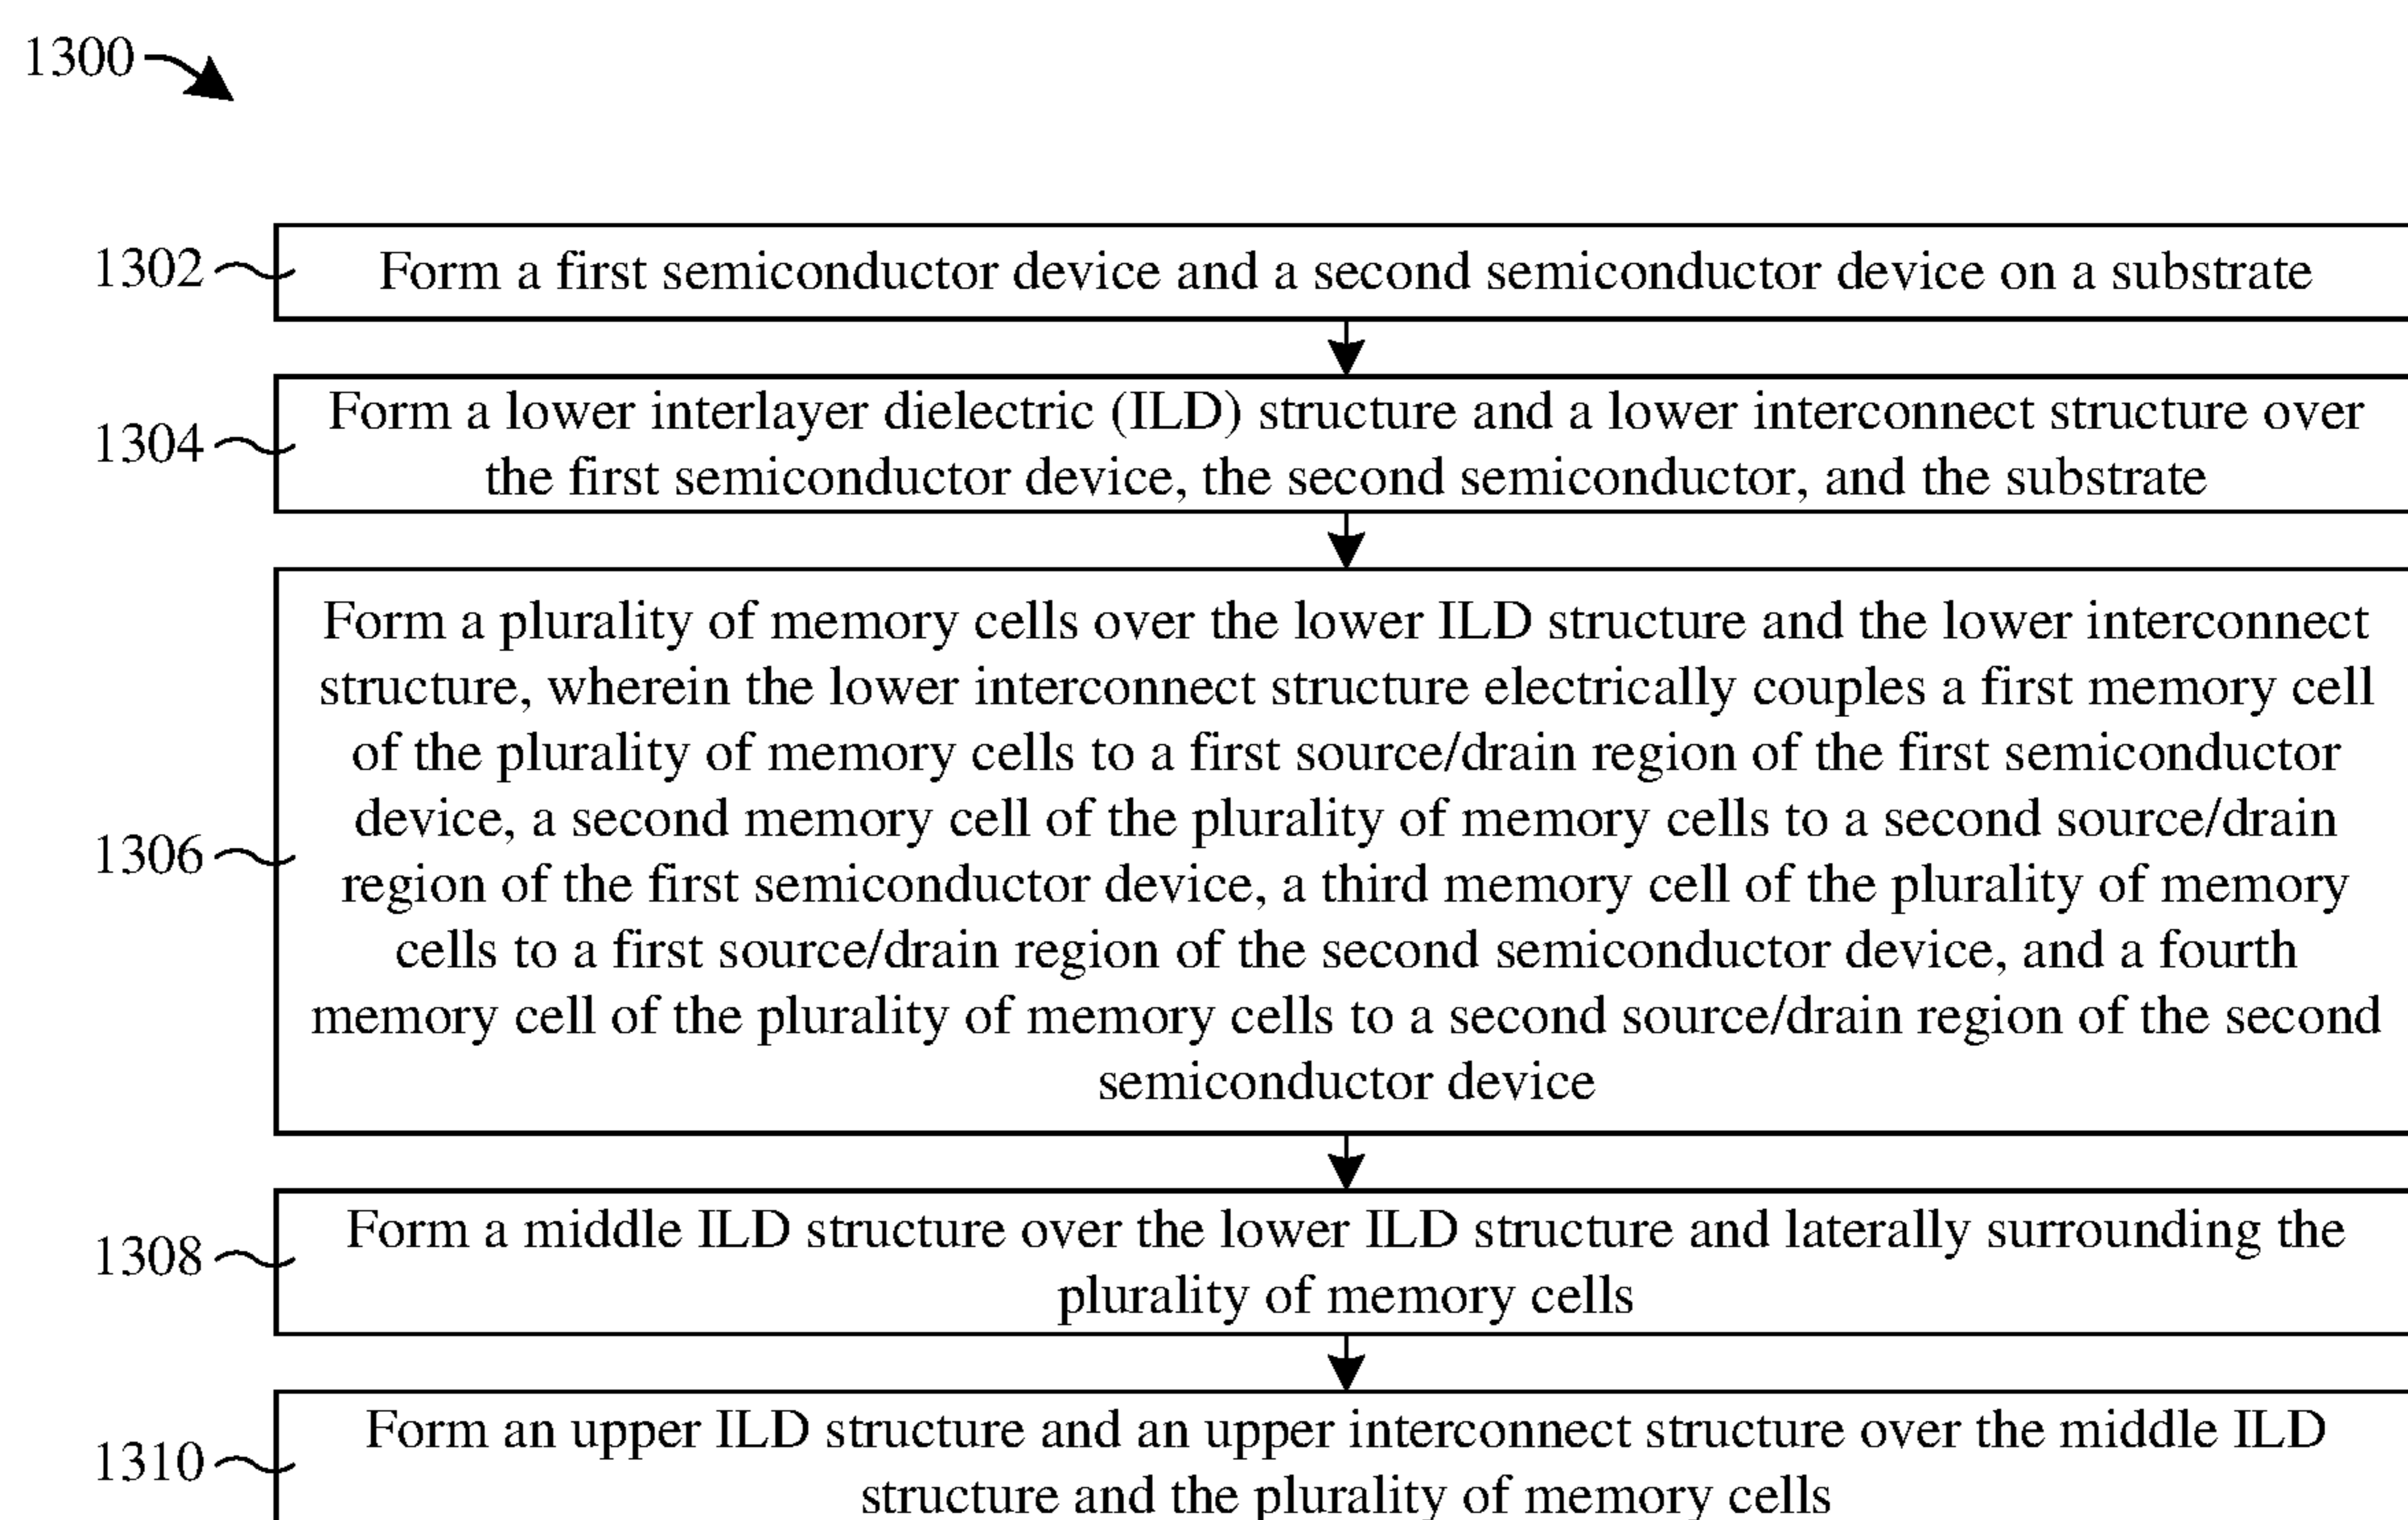 1300
1302
Form a first semiconductor device and a second semiconductor device on a substrate
1304
Form a lower interlayer dielectric (ILD) structure and a lower interconnect structure over
the first semiconductor device, the second semiconductor, and the substrate
1306
Form a plurality of memory cells over the lower ILD structure and the lower interconnect
structure, wherein the lower interconnect structure electrically couples a first memory cell
of the plurality of memory cells to a first source/drain region of the first semiconductor
device, a second memory cell of the plurality of memory cells to a second source/drain
region of the first semiconductor device, a third memory cell of the plurality of memory
cells to a first source/drain region of the second semiconductor device, and a fourth
memory cell of the plurality of memory cells to a second source/drain region of the second
semiconductor device
1308
Form a middle ILD structure over the lower ILD structure and laterally surrounding the
plurality of memory cells
1310
Form an upper ILD structure and an upper interconnect structure over the middle ILD
structure and the plurality of memory cells